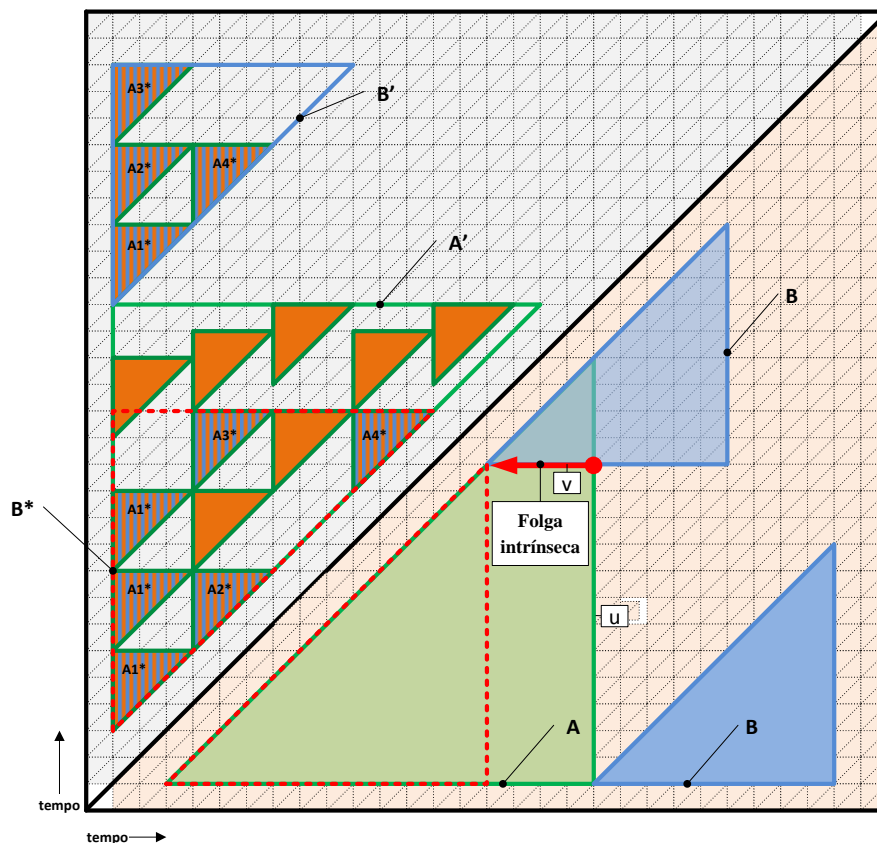 A3*
B’
A2*
A4*
A1*
A’
B
A3*
A4*
B*
A1*
V
Folga
intrínseca
A1*
A2*
u
A1*
A
B
tempo
tempo